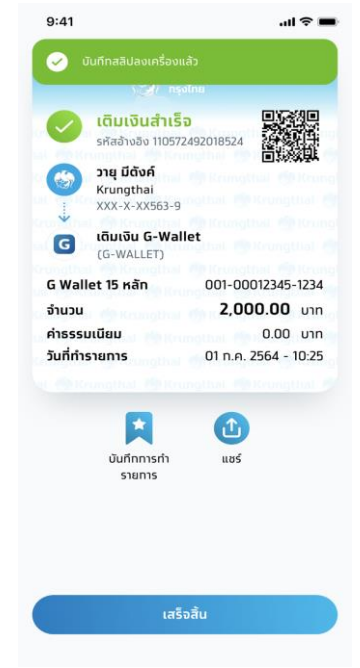 9:41
บันทึกสลิปลงเครื่องแล้ว
กรุงไทย
เติมเงินสำเร็จ
รหัสอ้างอิง 110572492018524
วายุ มีตังค์
Krungthai
XXX-X-XX563-9
G
เติมเงิน G-Wallet
(G-WALLET)
G Wallet 15 หลัก 001-00012345-1234
จำนวน 2,000.00 บาท
ค่าธรรมเนียม 0.00 บาท
วันที่ทำรายการ 01 ก.ค. 2564 - 10:25
บันทึกการทำ
รายการ
แชร์
เสร็จสิ้น